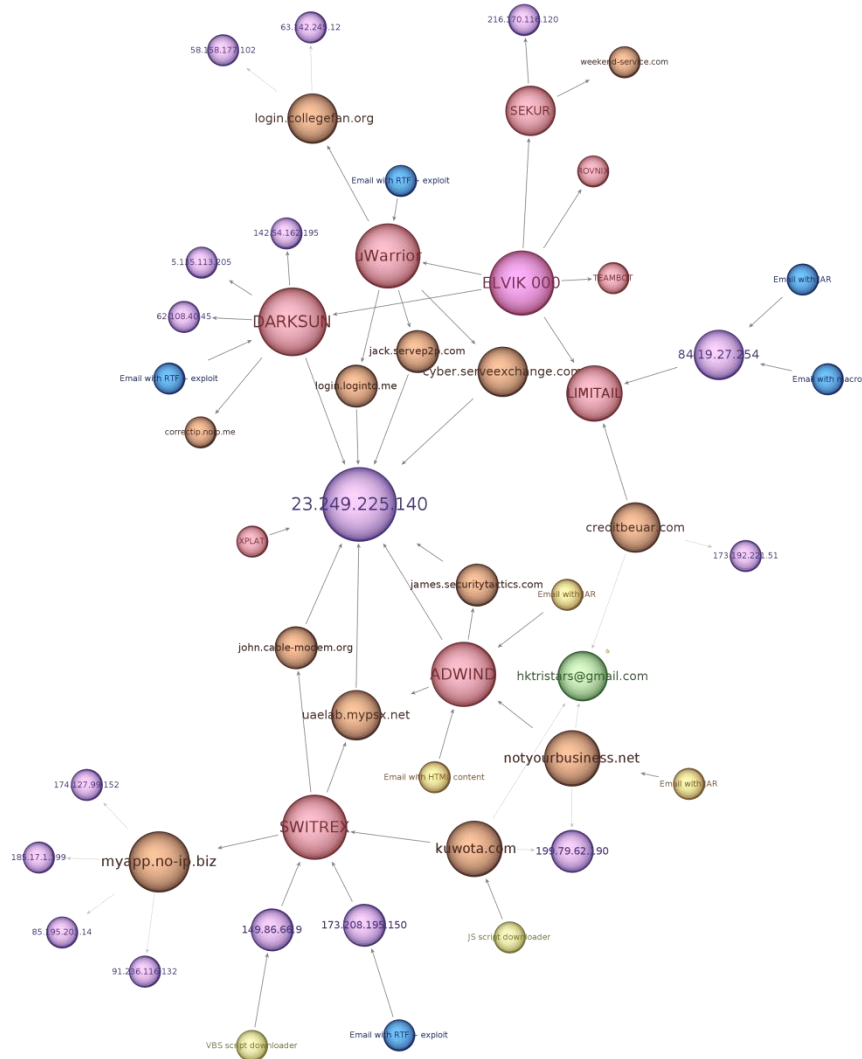 63.142.245.12
216.170.116.120
58.158.177.102
weekend-service.com
login.collegefan.org
SEKUR
ROVNIX
Email with RTF + exploit
142.54.162.195
uWarrior
5.135.113.205
ELVIK 000
TEAMBOT
Email with JAR
62.108.40.45
DARKSUN
jack.servep2p.com
84.19.27.254
Email with RTF + exploit
login.loginto.me
cyber.serveexchange.com
LIMITAIL
Email with macro
correctip.no-ip.me
23.249.225.140
creditbeuar.com
XPLAT
173.192.221.51
james.securitytactics.com
Email with JAR
john.cable-modem.org
ADWIND
hktristars@gmail.com
uaelab.mypsx.net
notyourbusiness.net
Email with HTML content
Email with JAR
174.127.99.152
SWITREX
kuwota.com
199.79.62.190
185.17.1.199
myapp.no-ip.biz
85.195.203.14
149.86.66.9
173.208.195.150
JS script downloader
91.236.116.132
VBS script downloader
Email with RTF + exploit